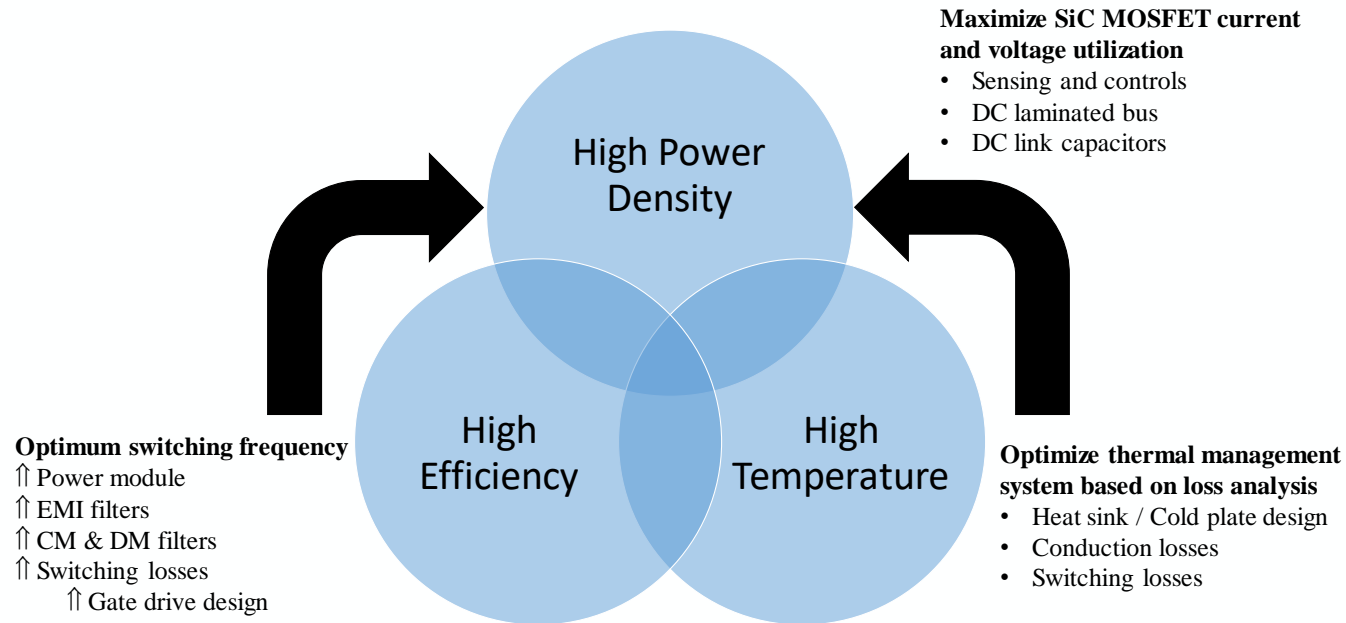 Maximize SiC MOSFET current
and voltage utilization
• Sensing and controls
• DC laminated bus
• DC link capacitors
High Power
Density
High
Efficiency
High
Temperature
Optimum switching frequency
⇑ Power module
⇑ EMI filters
⇑ CM & DM filters
⇑ Switching losses
⇑ Gate drive design
Optimize thermal management
system based on loss analysis
• Heat sink / Cold plate design
• Conduction losses
• Switching losses